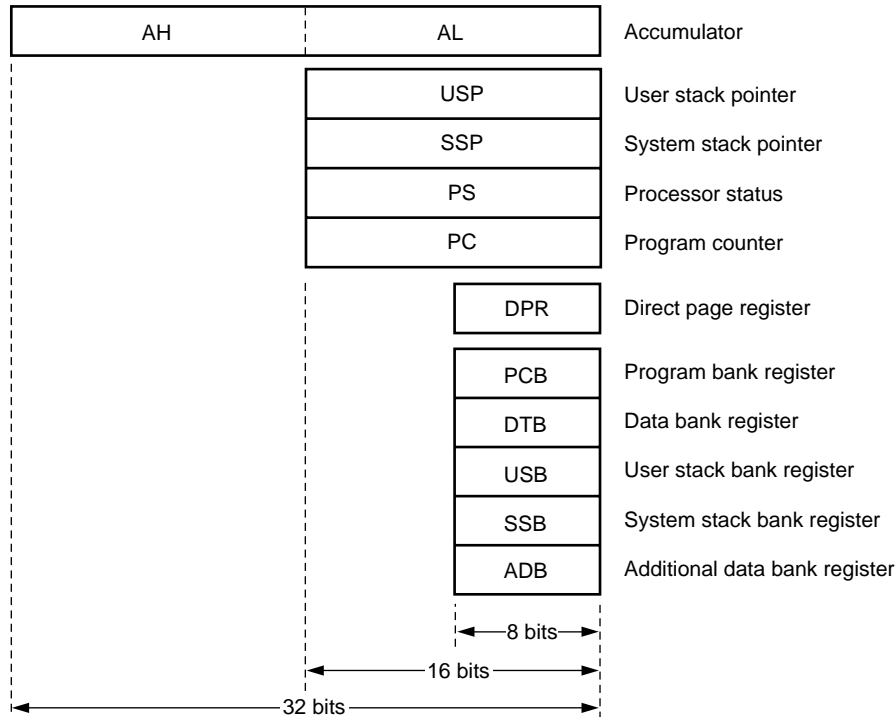 AH AL Accumulator
USP User stack pointer
SSP System stack pointer
PS Processor status
PC Program counter
DPR Direct page register
PCB Program bank register
DTB Data bank register
USB User stack bank register
SSB System stack bank register
ADB Additional data bank register
8 bits
16 bits
32 bits